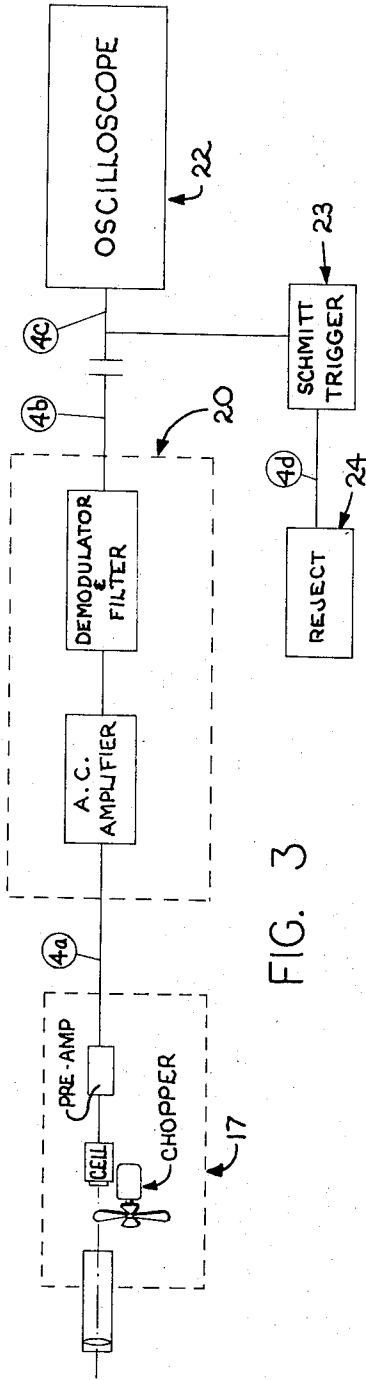 PRE-AMP
CELL
CHOPPER
17
4a
A.C.
AMPLIFIER
DEMODULATOR
&
FILTER
20
4b
4c
OSCILLOSCOPE
22
SCHMITT
TRIGGER
23
4d
REJECT
24
FIG. 3